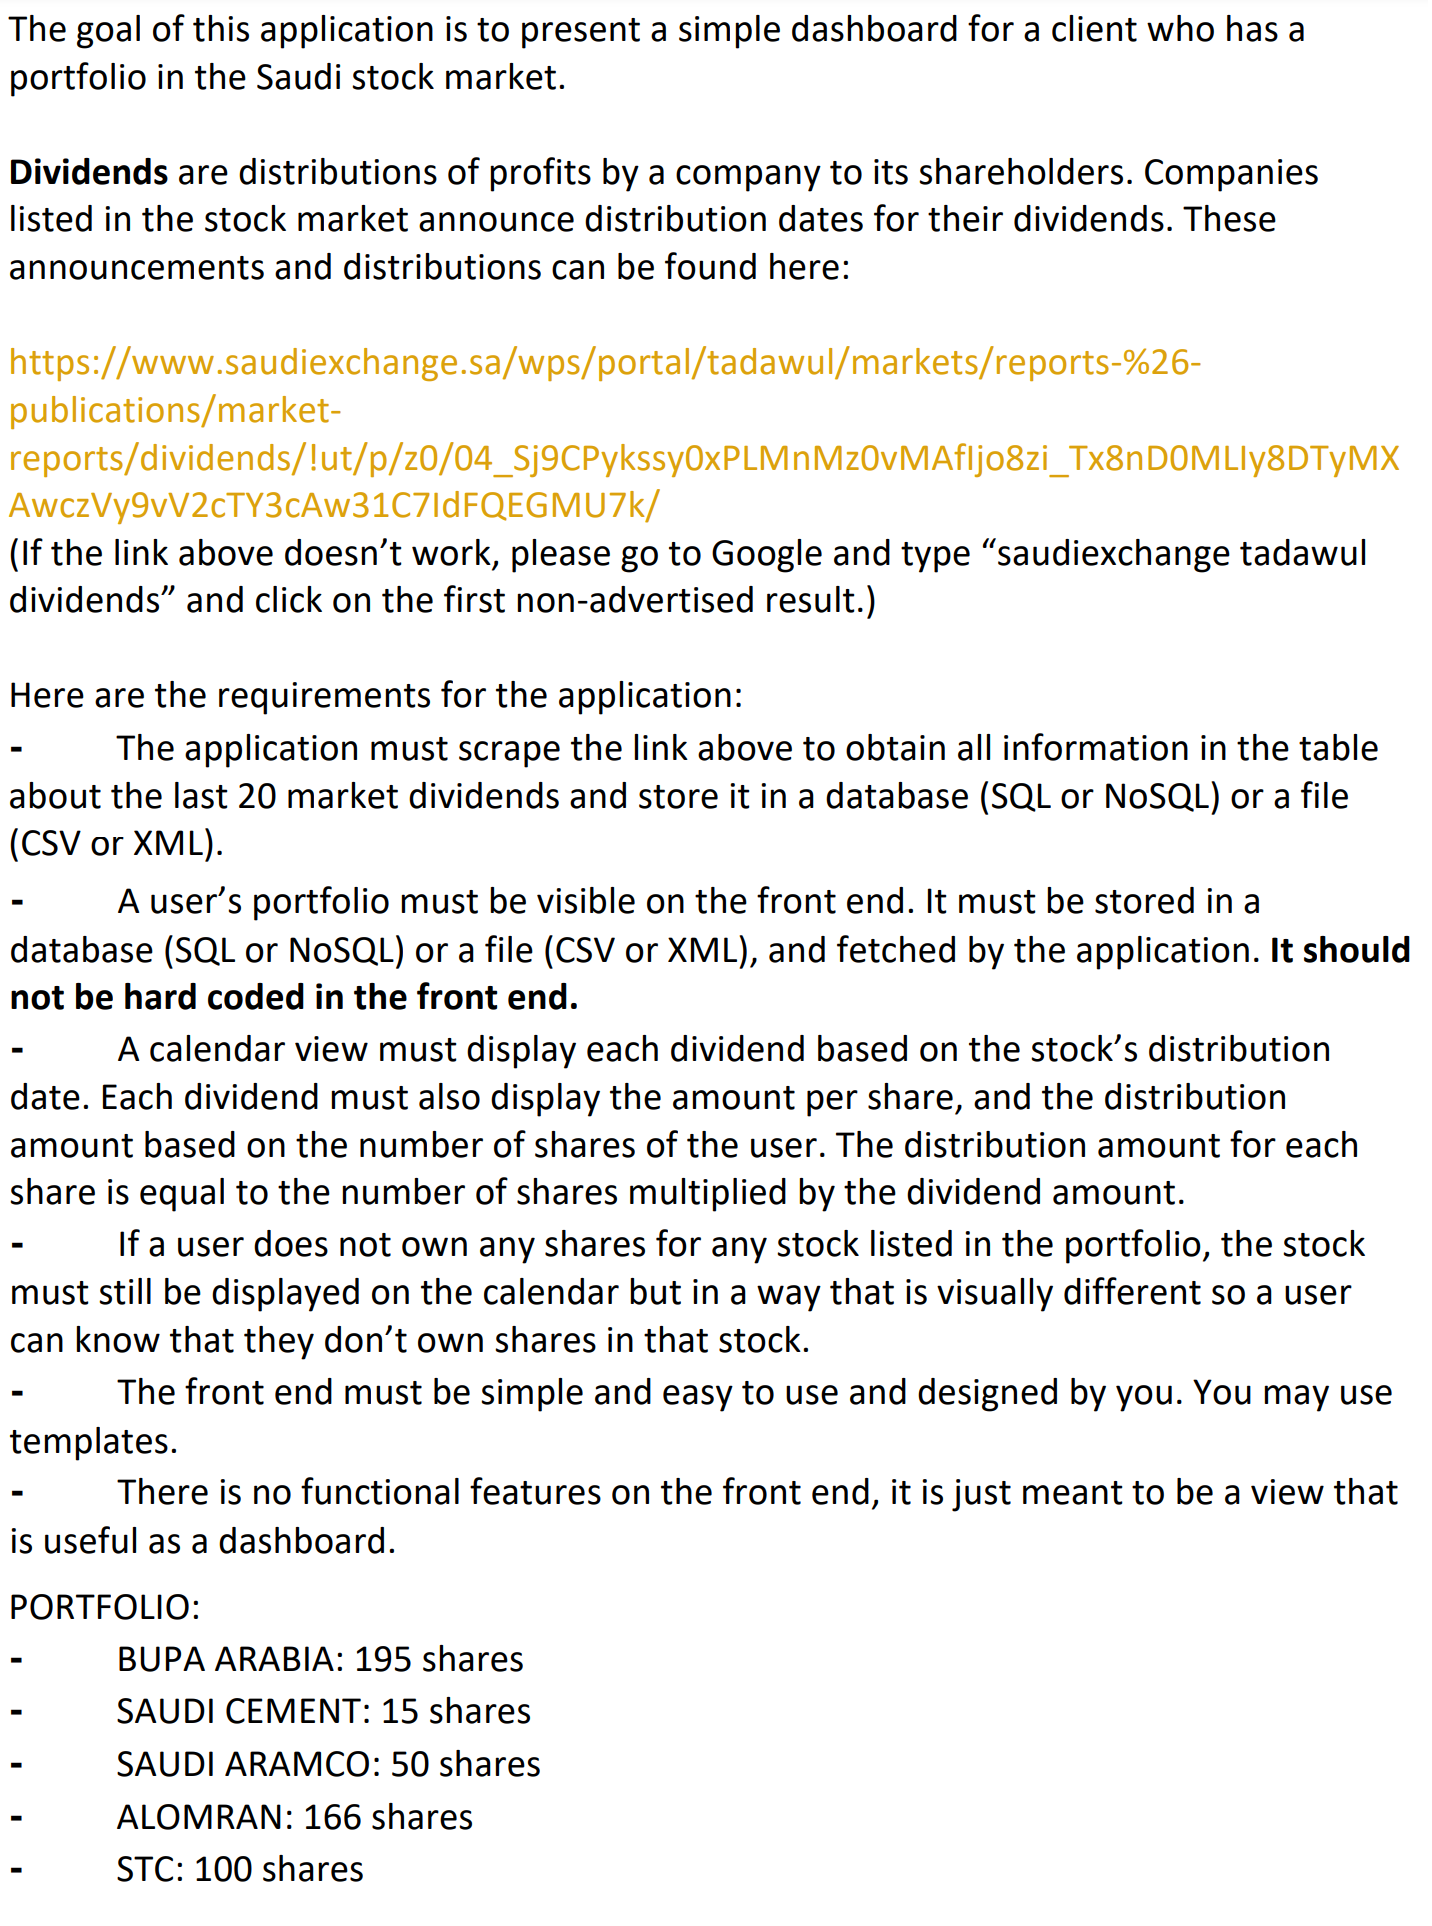 The goal of this application is to present a simple dashboard for a client who has a
portfolio in the Saudi stock market.
Dividends are distributions of profits by a company to its shareholders. Companies
listed in the stock market announce distribution dates for their dividends. These
announcements and distributions can be found here:
https://www.saudiexchange.sa/wps/portal/tadawul/markets/reports-%26-
publications/market-
reports/dividends/!ut/p/z0/04_Sj9CPykssy0xPLMnMz0vMAfIjo8zi_Tx8nD0MLIy8DTyMX
AwczVy9vV2cTY3cAw31C7IdFQEGMU7k/
(If the link above doesn’t work, please go to Google and type “saudiexchange tadawul
dividends” and click on the first non-advertised result.)
Here are the requirements for the application:
- The application must scrape the link above to obtain all information in the table
about the last 20 market dividends and store it in a database (SQL or NoSQL) or a file
(CSV or XML).
- A user’s portfolio must be visible on the front end. It must be stored in a
database (SQL or NoSQL) or a file (CSV or XML), and fetched by the application. It should
not be hard coded in the front end.
- A calendar view must display each dividend based on the stock’s distribution
date. Each dividend must also display the amount per share, and the distribution
amount based on the number of shares of the user. The distribution amount for each
share is equal to the number of shares multiplied by the dividend amount.
- If a user does not own any shares for any stock listed in the portfolio, the stock
must still be displayed on the calendar but in a way that is visually different so a user
can know that they don’t own shares in that stock.
- The front end must be simple and easy to use and designed by you. You may use
templates.
- There is no functional features on the front end, it is just meant to be a view that
is useful as a dashboard.
PORTFOLIO:
- BUPA ARABIA: 195 shares
- SAUDI CEMENT: 15 shares
- SAUDI ARAMCO: 50 shares
- ALOMRAN: 166 shares
- STC: 100 shares